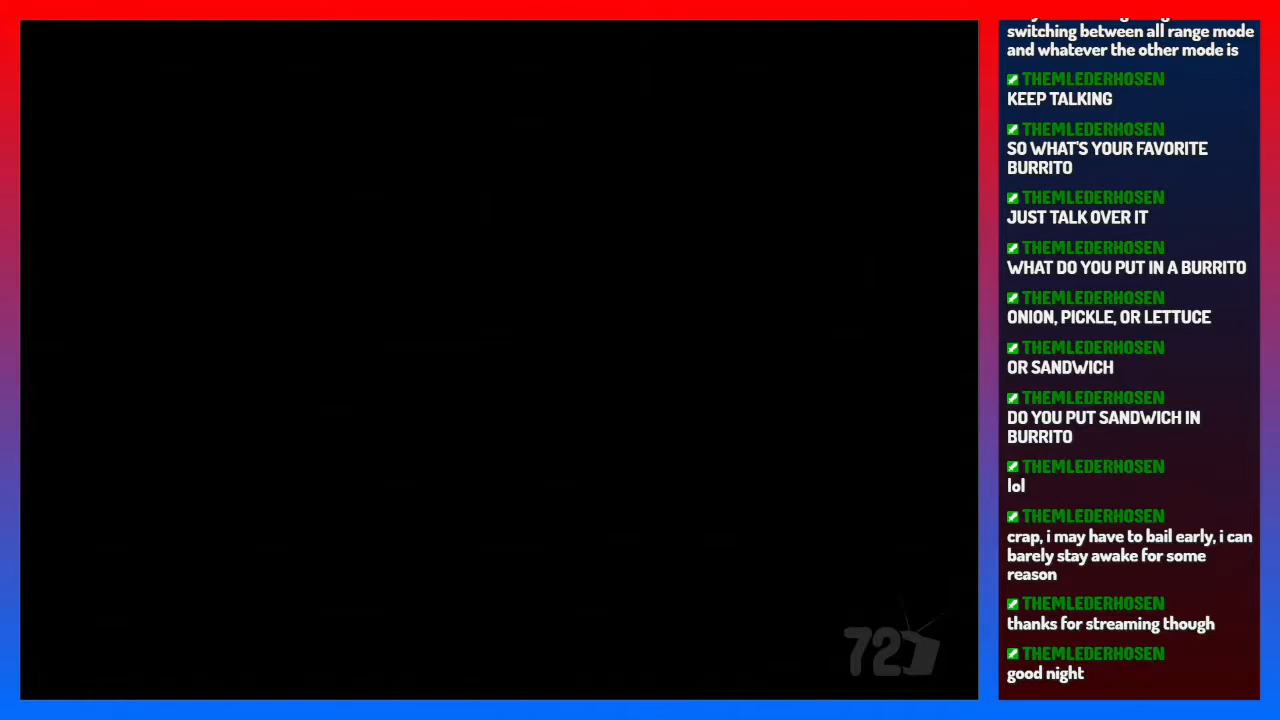 switching between all range mode
and whatever the other mode is
THEMLEDERHOSEN
KEEP TALKING
THEMLEDERHOSEN
SO WHAT'S YOUR FAVORITE
BURRITO
THEMLEDERHOSEN
JUST TALK OVER IT
THEMLEDERHOSEN
WHAT DO YOU PUT IN A BURRITO
THEMLEDERHOSEN
ONION, PICKLE, OR LETTUCE
THEMLEDERHOSEN
OR SANDWICH
THEMLEDERHOSEN
DO YOU PUT SANDWICH IN
BURRITO
THEMLEDERHOSEN
lol
THEMLEDERHOSEN
crap, i may have to bail early, i can
barely stay awake for some
reason
THEMLEDERHOSEN
thanks for streaming though
THEMLEDERHOSEN
good night
72